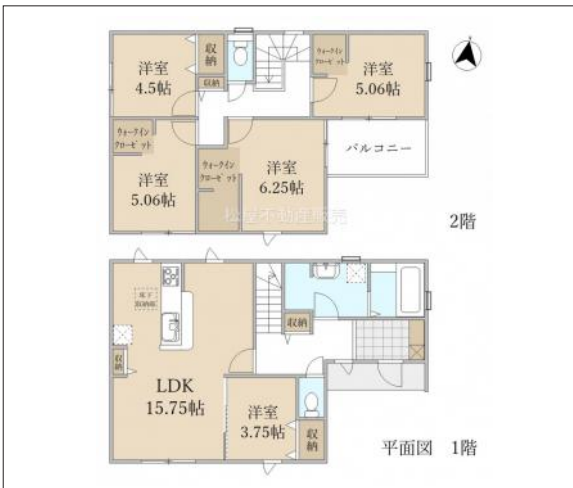 洋室
4.5帖
収納
収納
ウォークイン
クローゼット
洋室
5.06帖
ウォークイン
クローゼット
洋室
5.06帖
ウォークイン
クローゼット
洋室
6.25帖
バルコニー
松屋不動産販売
2階
床下
収納庫
収納
収納
LDK
15.75帖
洋室
3.75帖
収納
平面図 1階